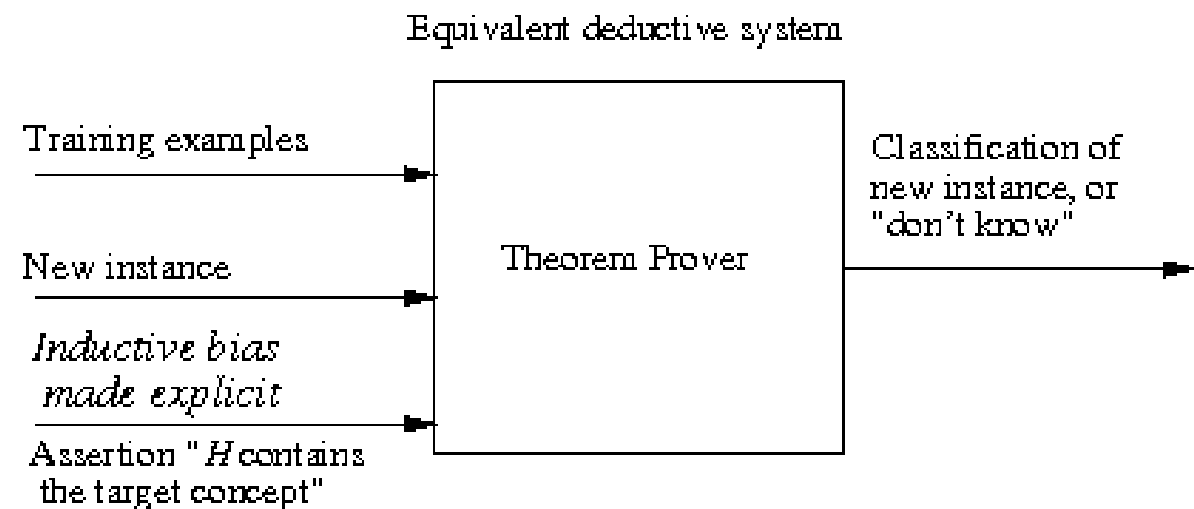 Equivalent deductive system
Training examples
New instance
Inductive bias
made explicit
Assertion "H contains
the target concept"
Theorem Prover
Classification of
new instance, or
"don't know"